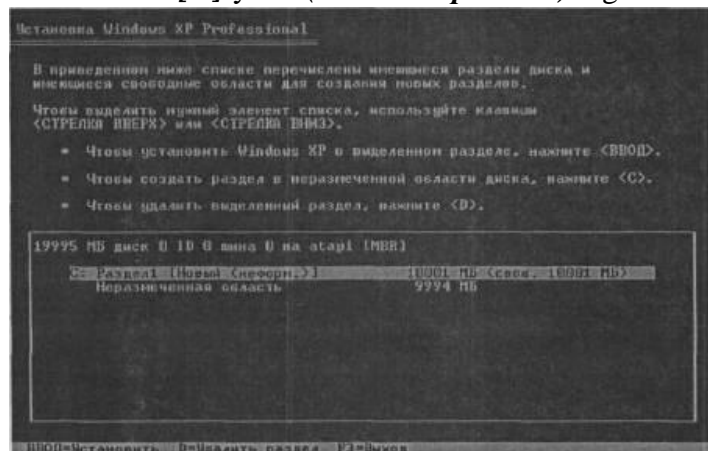 Установка Windows XP Professional
В приведенном ниже списке перечислены имеющиеся разделы диска и
имеющиеся свободные области для создания новых разделов.
Чтобы выделить нужный элемент списка, используйте клавиши
<СТРЕЛКА ВВЕРХ> или <СТРЕЛКА ВНИЗ>.
• Чтобы установить Windows XP в выделенном разделе, нажмите <ВВОД>.
• Чтобы создать раздел в неразмеченной области диска, нажмите <C>.
• Чтобы удалить выделенный раздел, нажмите <D>.
19995 МБ диск 0 ID 0 шина 0 на atapi [MBR]
C: Раздел1 [Новый (неформ.)] 10001 МБ (своб. 10001 МБ)
Неразмеченная область 9994 МБ
ВВОД=Установить D=Удалить раздел F3=Выход